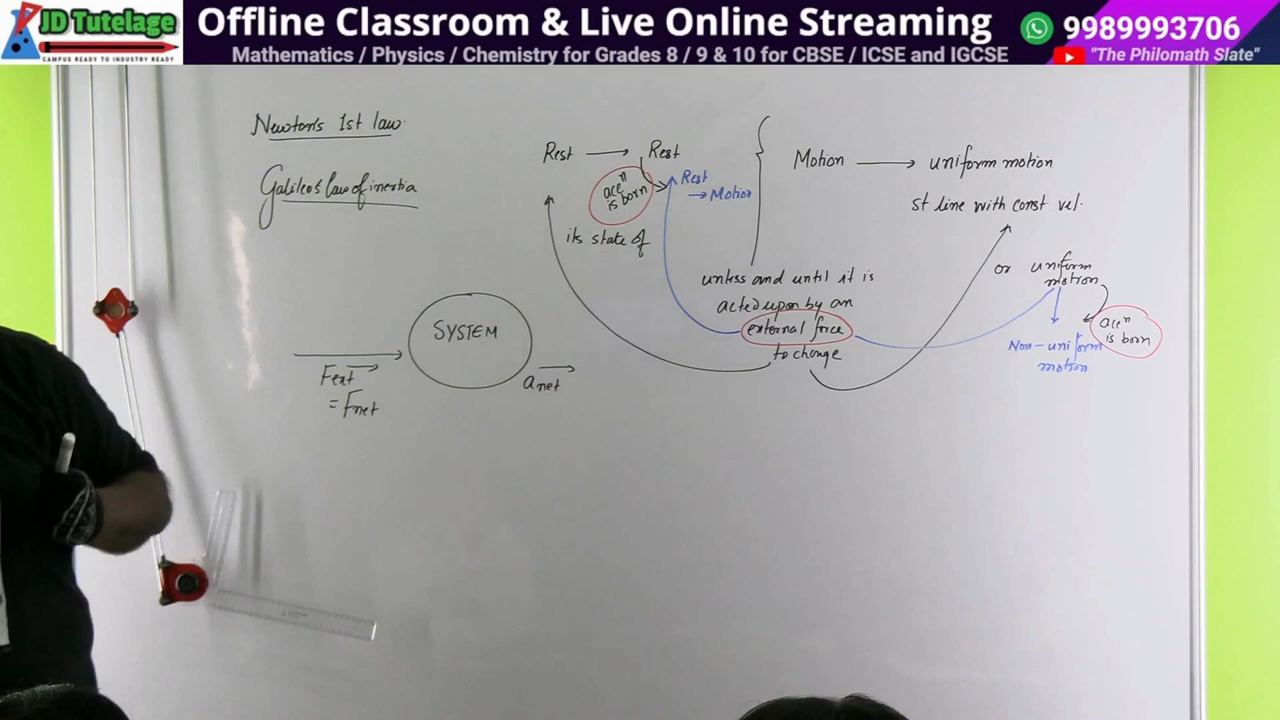 JD Tutelage
CAMPUS READY TO INDUSTRY READY
Offline Classroom & Live Online Streaming
9989993706
Mathematics / Physics / Chemistry for Grades 8 / 9 & 10 for CBSE / ICSE and IGCSE
"The Philomath Slate"
Newton's 1st law.
Galileo's law of inertia
Rest → Rest
accⁿ is born
Rest
→ Motion
its state of
Motion → uniform motion
st line with const vel.
unless and until it is
acted upon by an
external force
to change
or uniform
motion
accⁿ
is born
Non-uniform
motion
SYSTEM
Fext
= Fnet
anet